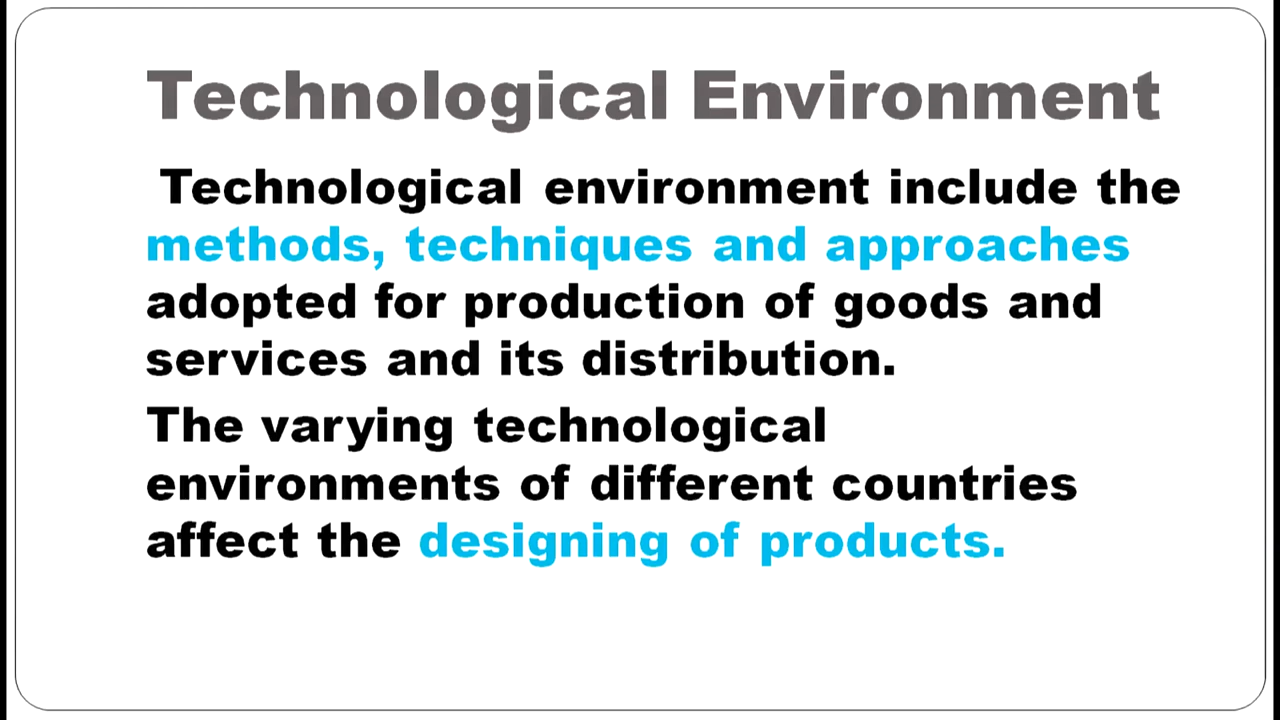 Technological Environment
Technological environment include the
methods, techniques and approaches
adopted for production of goods and
services and its distribution.
The varying technological
environments of different countries
affect the designing of products.